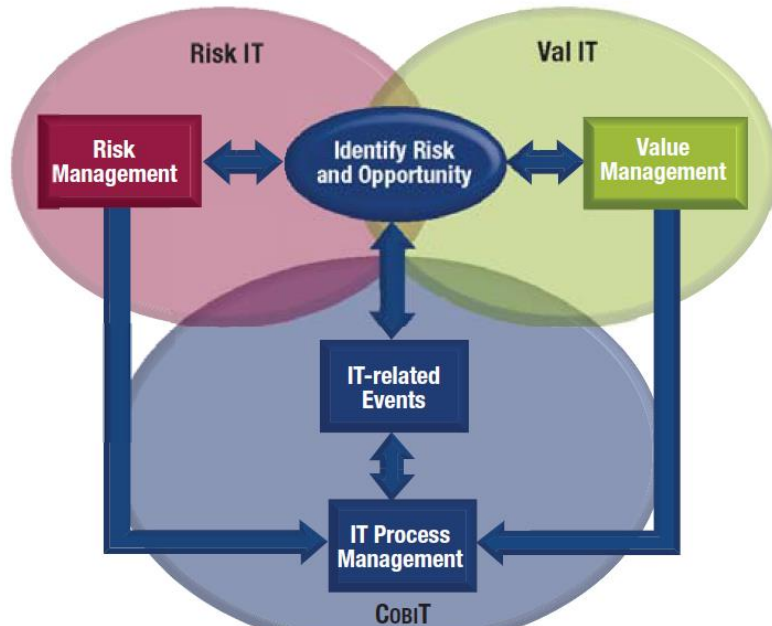 Risk IT
Val IT
Risk
Management
Identify Risk
and Opportunity
Value
Management
IT-related
Events
IT Process
Management
COBIT